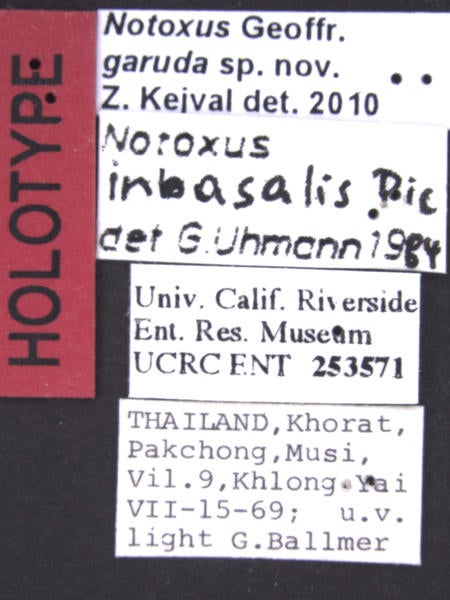 HOLOTYPE
Notoxus Geoffr.
garuda sp. nov.
Z. Kejval det. 2010
Notoxus
inbasalis Pic
det G.Uhmann 1984
Univ. Calif. Riverside
Ent. Res. Museum
UCRC ENT 253571
THAILAND,Khorat,
Pakchong,Musi,
Vil.9,Khlong Yai
VII-15-69; u.v.
light G.Ballmer